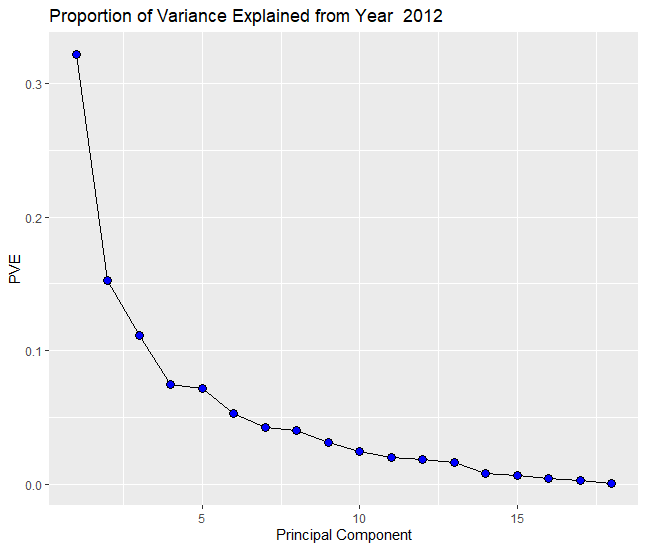 Proportion of Variance Explained from Year  2012
PVE
0.3
0.2
0.1
0.0
5
10
15
Principal Component